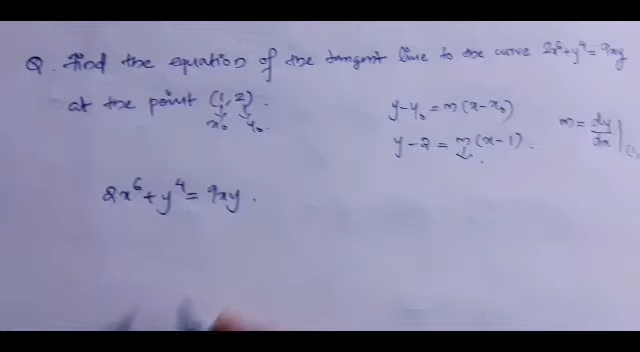 Q. Find the equation of the tangent line to the curve 2x⁶+y⁴=9xy
at the point (1,2).
x₀ y₀
y-y₀ = m(x-x₀)
y-2 = m(x-1).
m = dy/dx |(
2x⁶+y⁴=9xy.